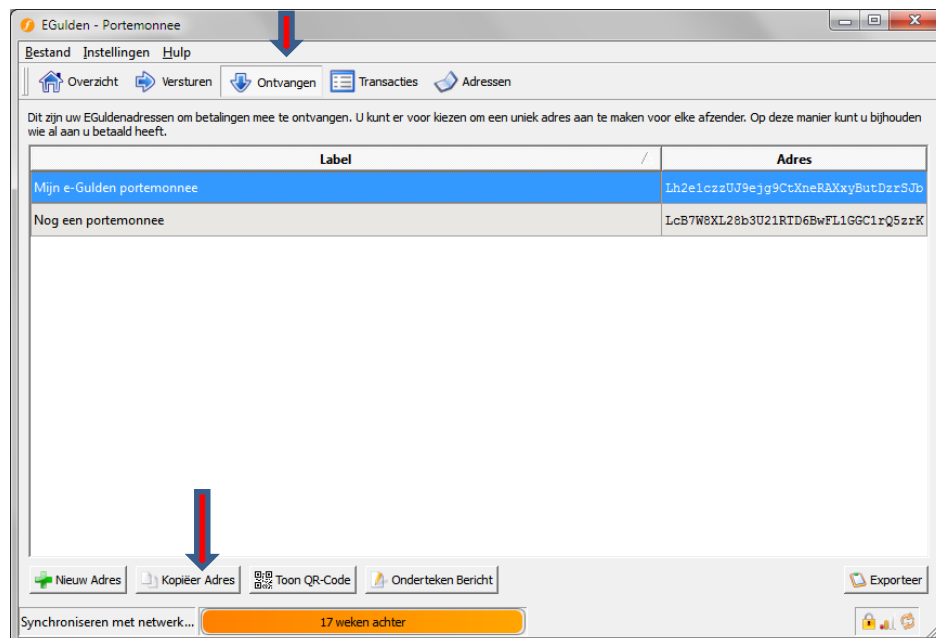 EGulden - Portemonnee
Bestand Instellingen Hulp
Overzicht Versturen Ontvangen Transacties Adressen
Dit zijn uw EGuldenadressen om betalingen mee te ontvangen. U kunt er voor kiezen om een uniek adres aan te maken voor elke afzender. Op deze manier kunt u bijhouden
wie al aan u betaald heeft.
Label Adres
Mijn e-Gulden portemonnee Lh2e1czzUJ9ejg9CtXneRAXxyButDzrSJb
Nog een portemonnee LcB7W8XL28b3U21RTD6BwFL1GGC1rQ5zrK
Nieuw Adres Kopiëer Adres Toon QR-Code Onderteken Bericht Exporteer
Synchroniseren met netwerk... 17 weken achter